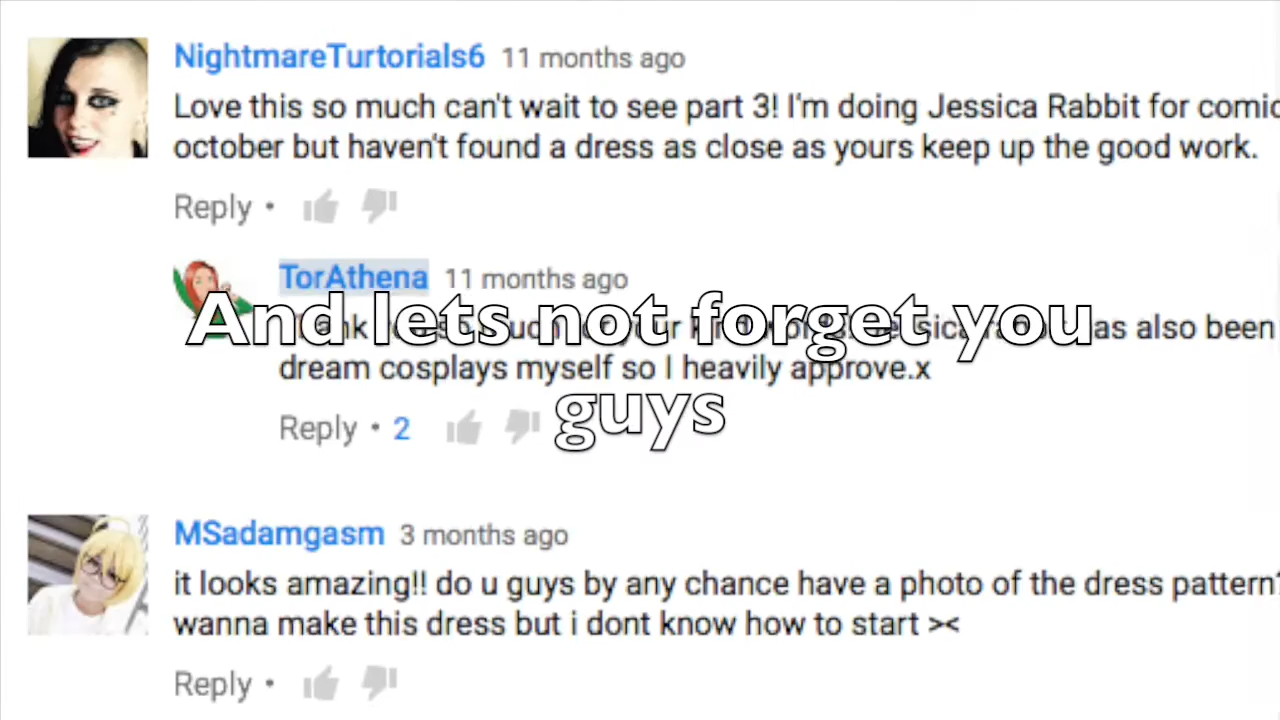 NightmareTurtorials6 11 months ago
Love this so much can't wait to see part 3! I'm doing Jessica Rabbit for comic
october but haven't found a dress as close as yours keep up the good work.
Reply •
TorAthena 11 months ago
as also been
And lets not forget you
dream cosplays myself so I heavily approve.x
guys
Reply • 2
MSadamgasm 3 months ago
it looks amazing!! do u guys by any chance have a photo of the dress pattern?
wanna make this dress but i dont know how to start ><
Reply •